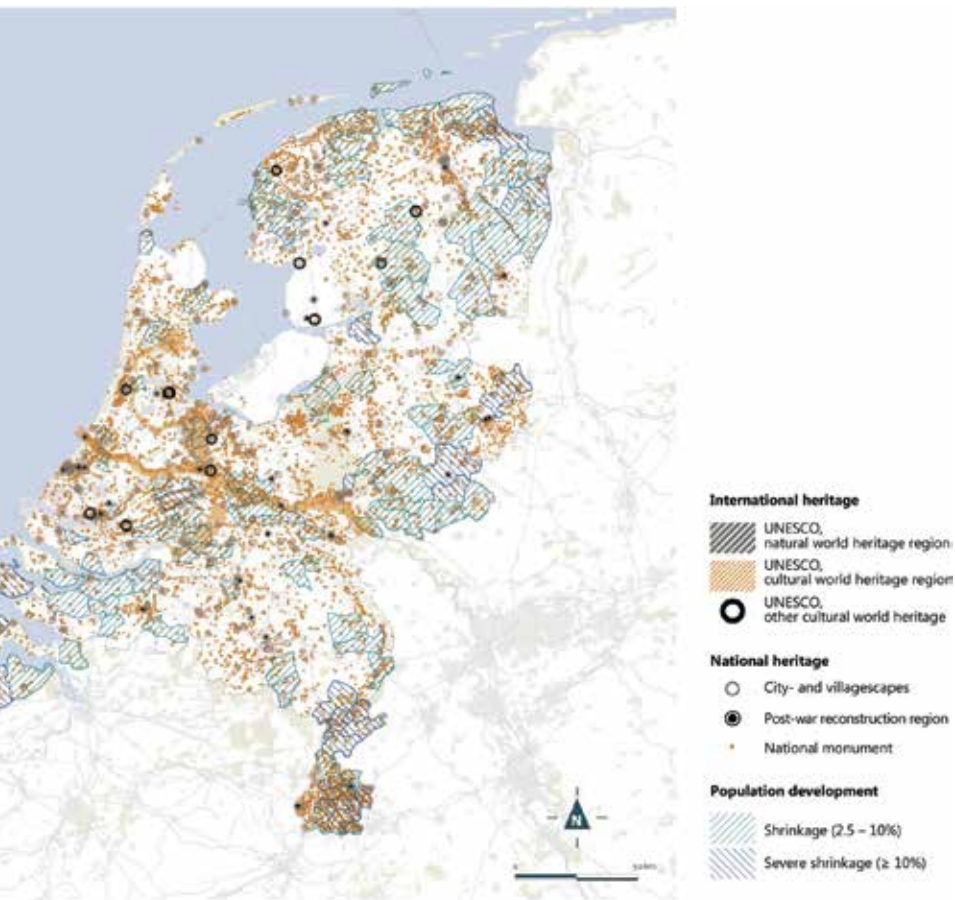 International heritage
UNESCO,
natural world heritage region
UNESCO,
cultural world heritage region
UNESCO,
other cultural world heritage
National heritage
City- and villagescapes
Post-war reconstruction region
National monument
Population development
Shrinkage (2.5 – 10%)
Severe shrinkage (≥ 10%)
N
0